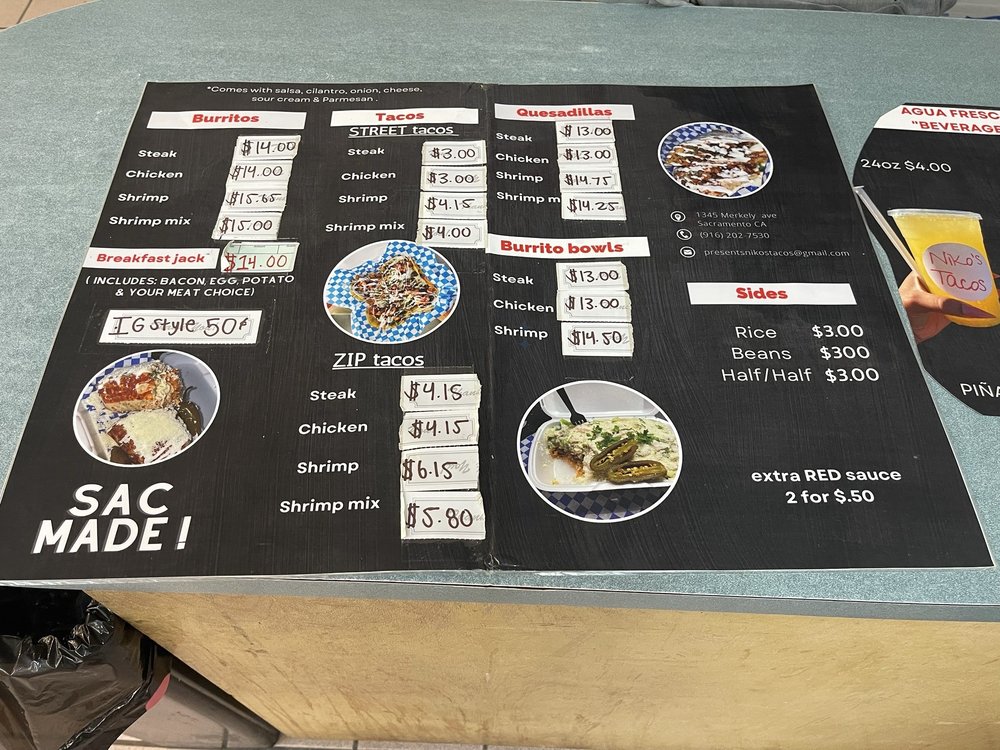 *Comes with salsa, cilantro, onion, cheese,
sour cream & Parmesan .
Burritos
Steak $14.00
Chicken $14.00
Shrimp $15.65
Shrimp mix $15.00
Breakfast jack $14.00
( INCLUDES: BACON, EGG, POTATO
& YOUR MEAT CHOICE)
IG style 50¢
SAC
MADE !
Tacos
STREET tacos
Steak $3.00
Chicken $3.00
Shrimp $4.15
Shrimp mix $4.00
ZIP tacos
Steak $4.15
Chicken $4.15
Shrimp $6.15
Shrimp mix $5.80
Quesadillas
Steak $13.00
Chicken $13.00
Shrimp $14.75
Shrimp m $14.25
Burrito bowls
Steak $13.00
Chicken $13.00
Shrimp $14.50
1345 Merkely ave
Sacramento CA
(916) 202-7530
presentsnikostacos@gmail.com
Sides
Rice $3.00
Beans $300
Half/Half $3.00
extra RED sauce
2 for $.50
AGUA FRESC
"BEVERAGE
24oz $4.00
Niko's
Tacos
PIÑA